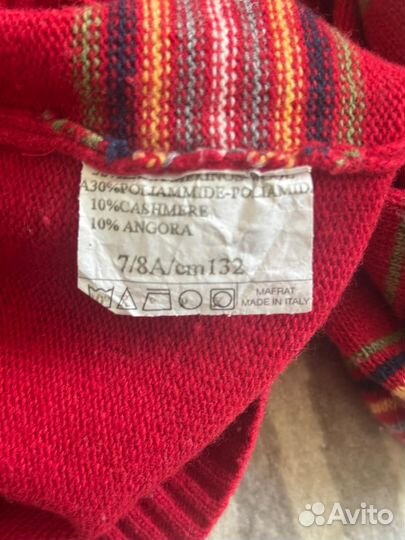 A30%POLIAMMIDE-POLIAMID
10%CASHMERE
10% ANGORA
7/8A/cm132
MAFRAT
MADE IN ITALY
Avito